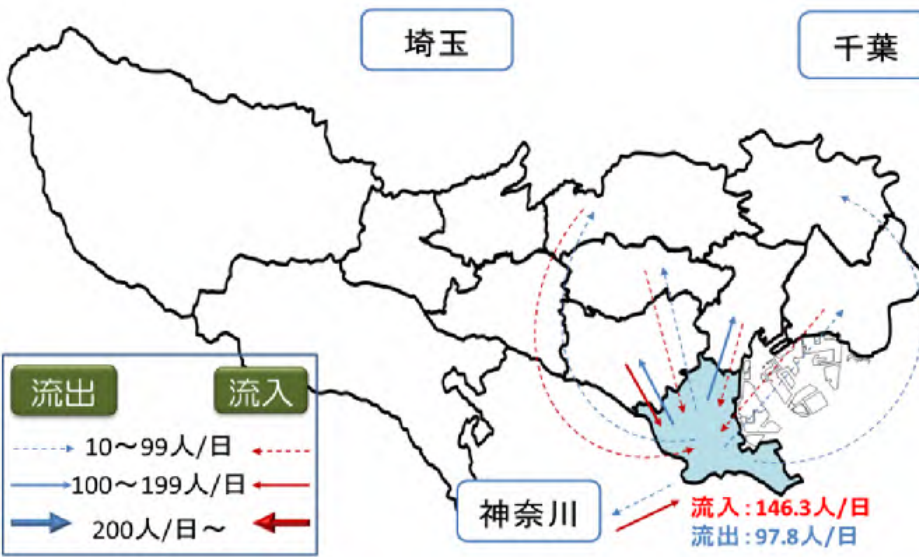 埼玉
千葉
流出 流入
10～99人/日
100～199人/日
200人/日～
神奈川
流入:146.3人/日
流出:97.8人/日